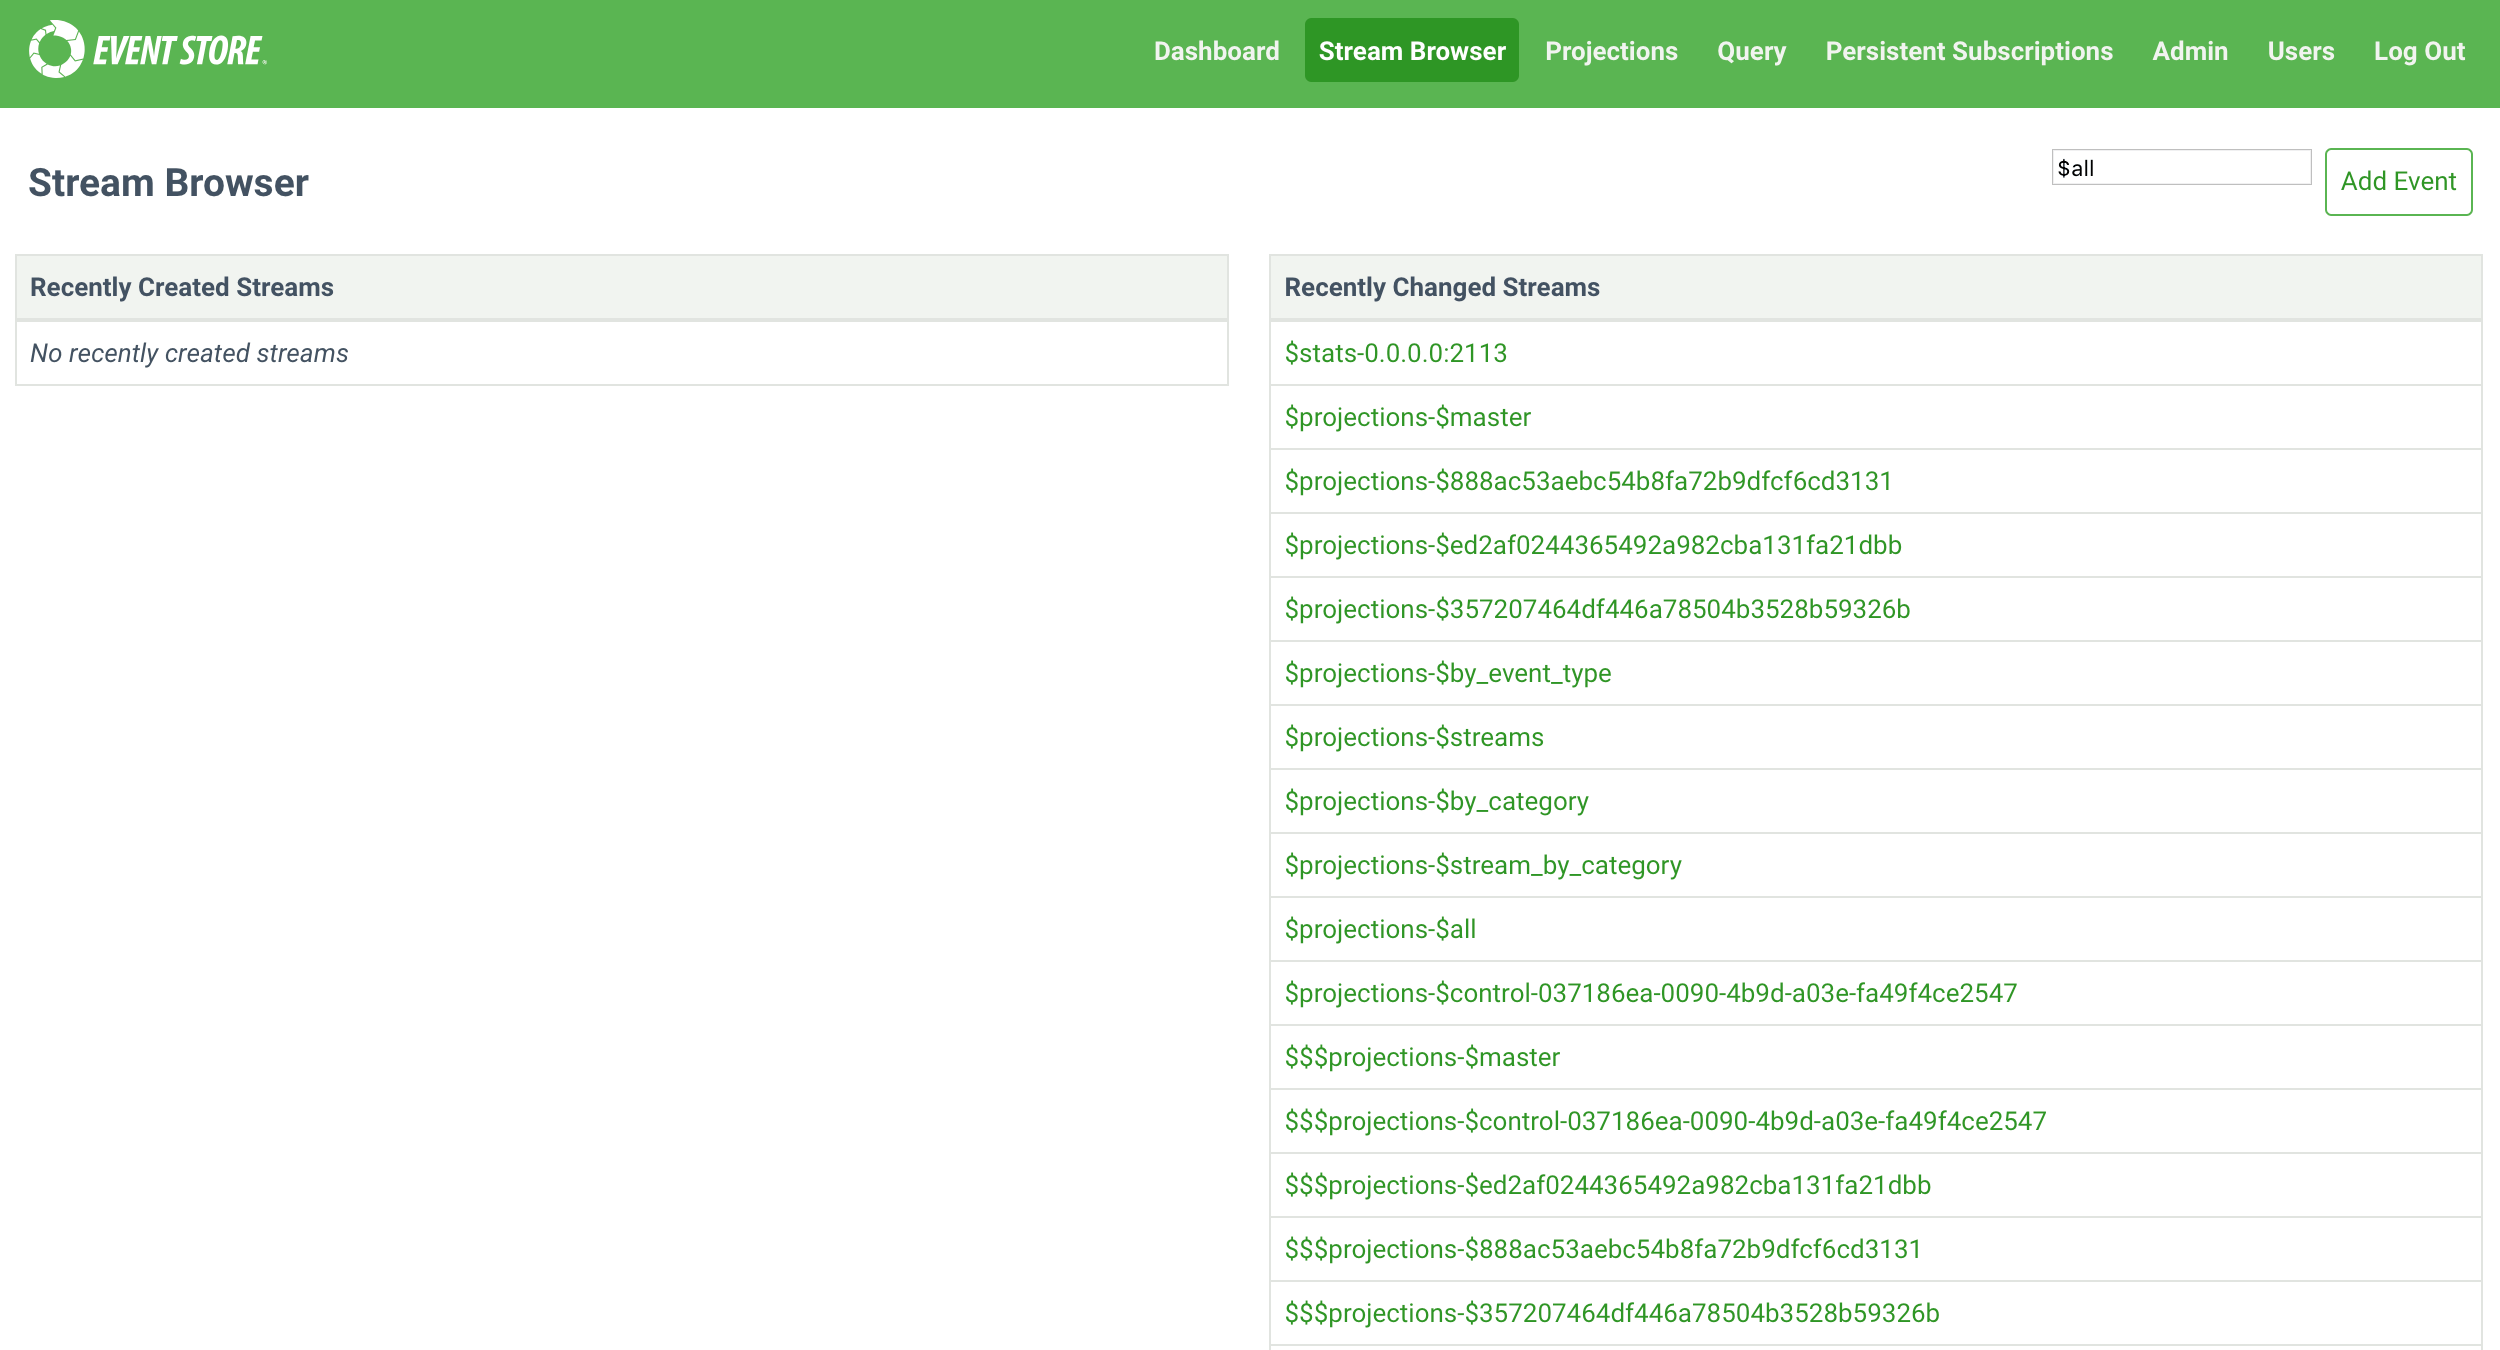 EVENT STORE
Dashboard Stream Browser Projections Query Persistent Subscriptions Admin Users Log Out
Stream Browser
$all
Add Event
Recently Created Streams
No recently created streams
Recently Changed Streams
$stats-0.0.0.0:2113
$projections-$master
$projections-$888ac53aebc54b8fa72b9dfcf6cd3131
$projections-$ed2af0244365492a982cba131fa21dbb
$projections-$357207464df446a78504b3528b59326b
$projections-$by_event_type
$projections-$streams
$projections-$by_category
$projections-$stream_by_category
$projections-$all
$projections-$control-037186ea-0090-4b9d-a03e-fa49f4ce2547
$$$projections-$master
$$$projections-$control-037186ea-0090-4b9d-a03e-fa49f4ce2547
$$$projections-$ed2af0244365492a982cba131fa21dbb
$$$projections-$888ac53aebc54b8fa72b9dfcf6cd3131
$$$projections-$357207464df446a78504b3528b59326b